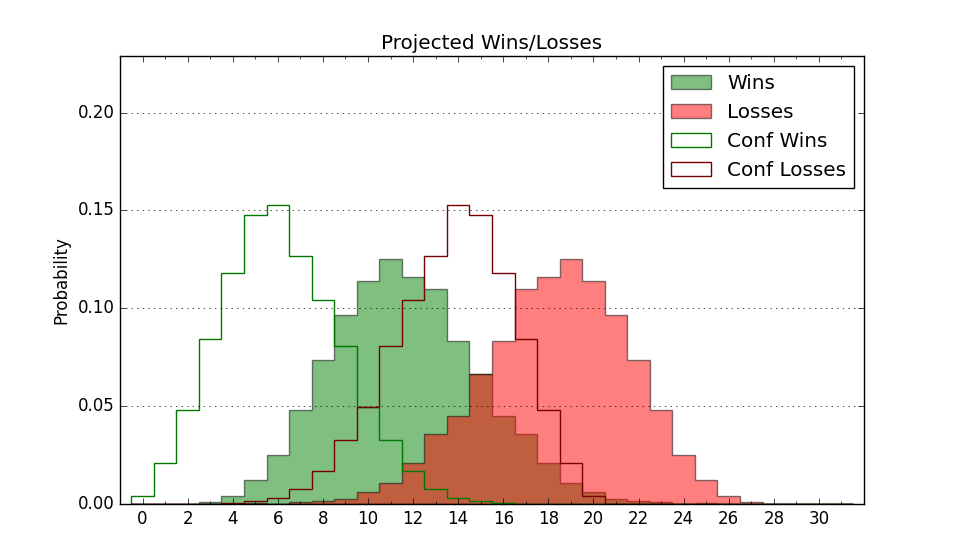 Projected Wins/Losses
Wins
Losses
Conf Wins
Conf Losses
Probability
0.20
0.15
0.10
0.05
0.00
0 2 4 6 8 10 12 14 16 18 20 22 24 26 28 30